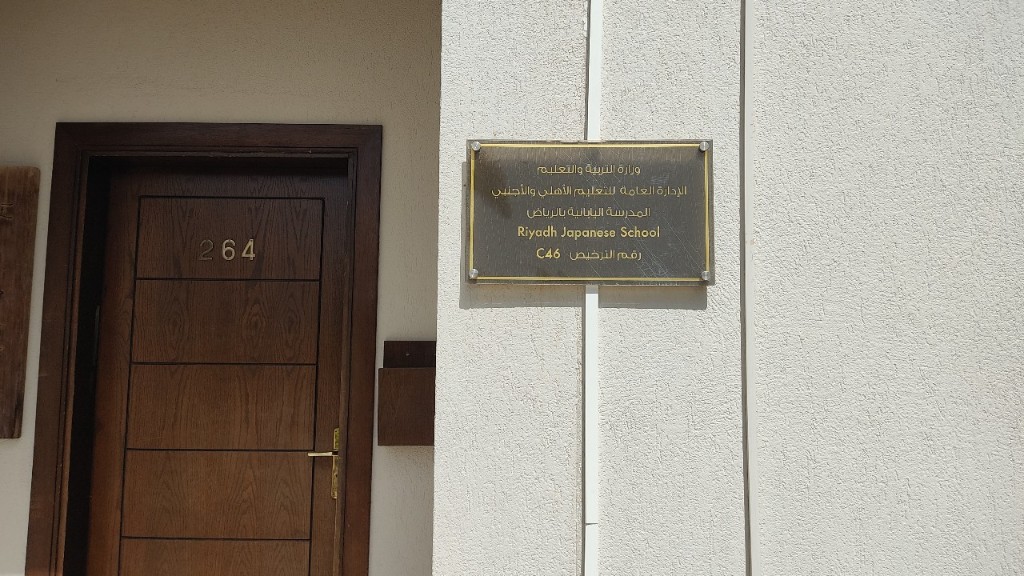 264
وزارة التربية والتعليم
الإدارة العامة للتعليم الأهلي والأجنبي
المدرسة اليابانية بالرياض
Riyadh Japanese School
رقم الترخيص C46